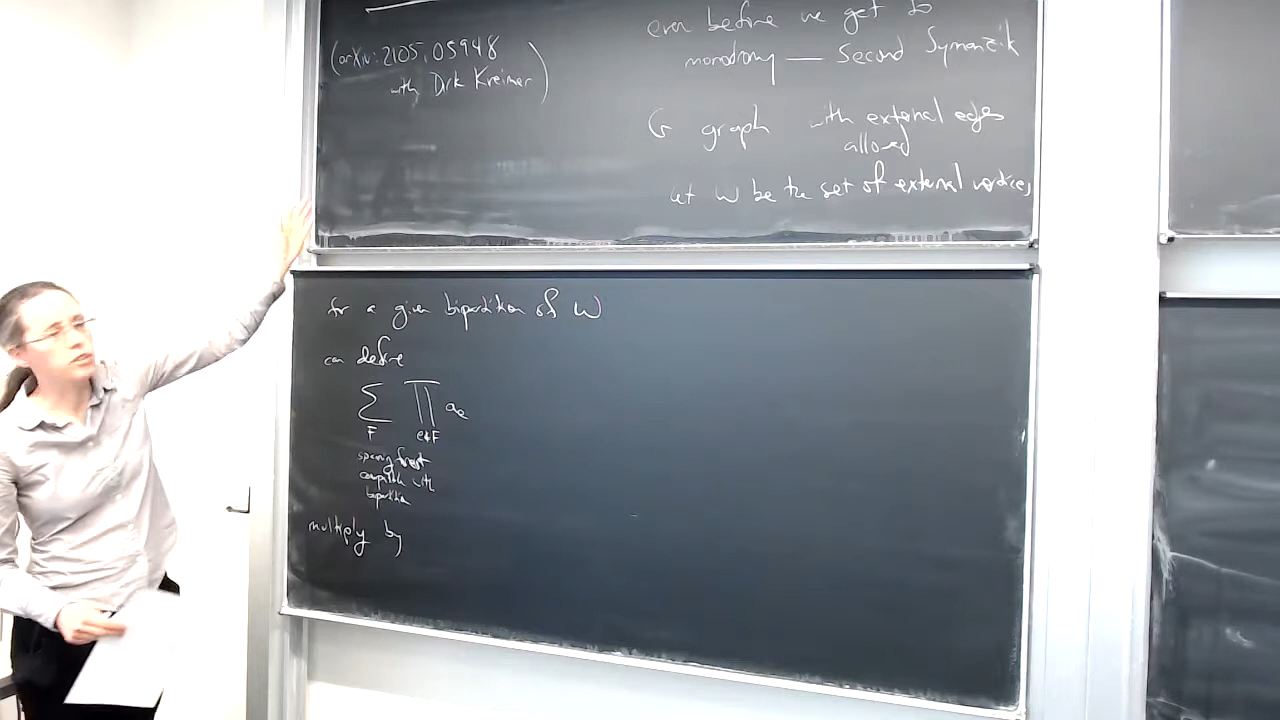 (arXiv: 2105.05948
with Dirk Kreimer)
even before we get to
monodromy — Second Symanzik
G graph with external edges
allowed
let W be the set of external vertices
for a given bipartition of W
can define
∑ ∏ a_e
F e∉F
spanning forest
compatible with
bipartition
multiply by